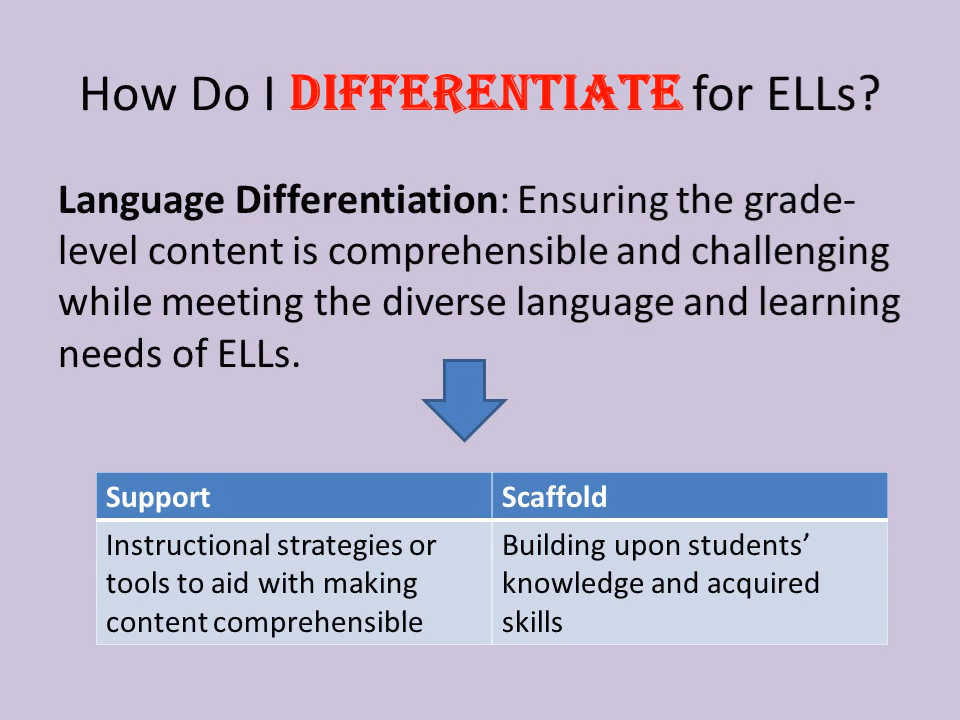 How Do I DIFFERENTIATE for ELLs?
Language Differentiation: Ensuring the grade-
level content is comprehensible and challenging
while meeting the diverse language and learning
needs of ELLs.
Support
Scaffold
Instructional strategies or
tools to aid with making
content comprehensible
Building upon students’
knowledge and acquired
skills